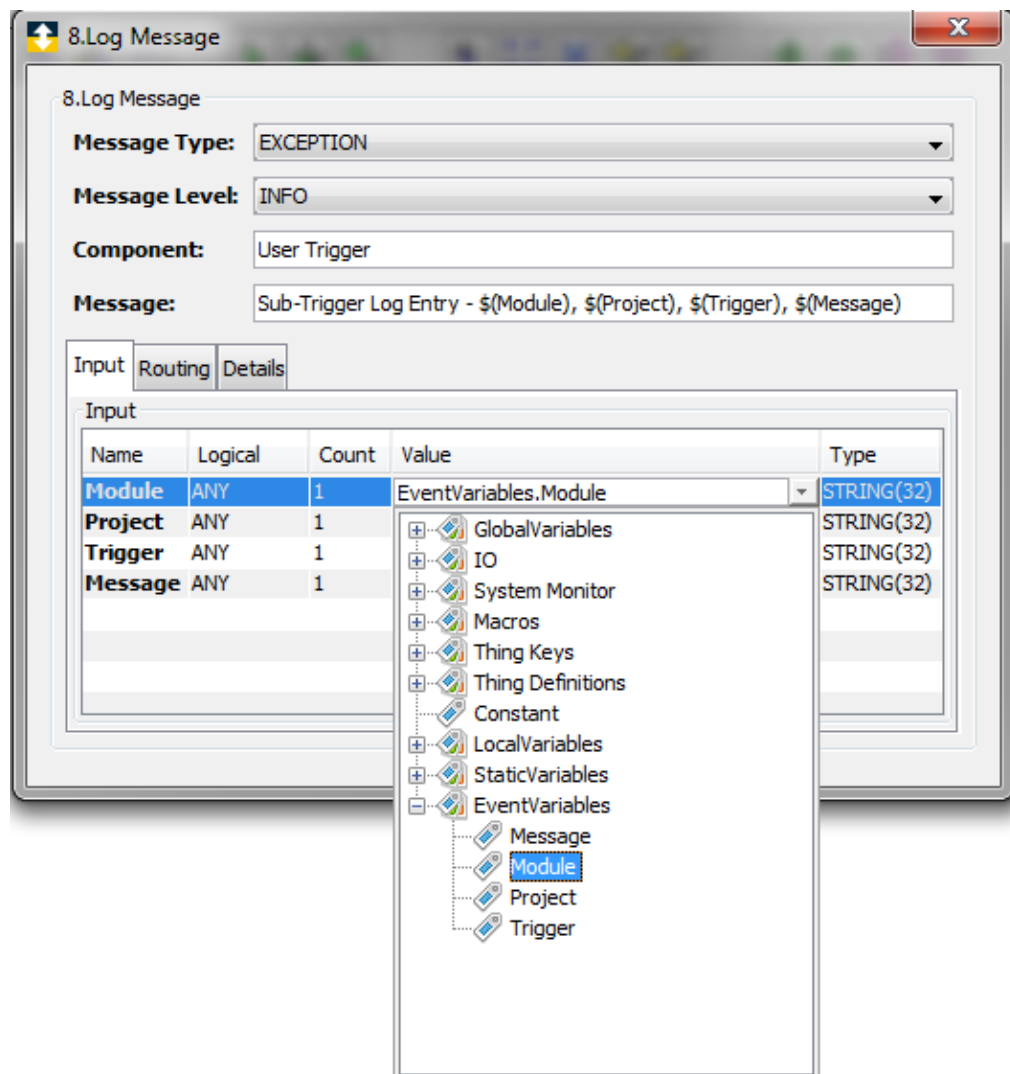 8.Log Message
8.Log Message
Message Type: EXCEPTION
Message Level: INFO
Component: User Trigger
Message: Sub-Trigger Log Entry - $(Module), $(Project), $(Trigger), $(Message)
Input Routing Details
Input
Name Logical Count Value Type
Module ANY 1 EventVariables.Module STRING(32)
Project ANY 1 STRING(32)
Trigger ANY 1 STRING(32)
Message ANY 1 STRING(32)
GlobalVariables
IO
System Monitor
Macros
Thing Keys
Thing Definitions
Constant
LocalVariables
StaticVariables
EventVariables
Message
Module
Project
Trigger